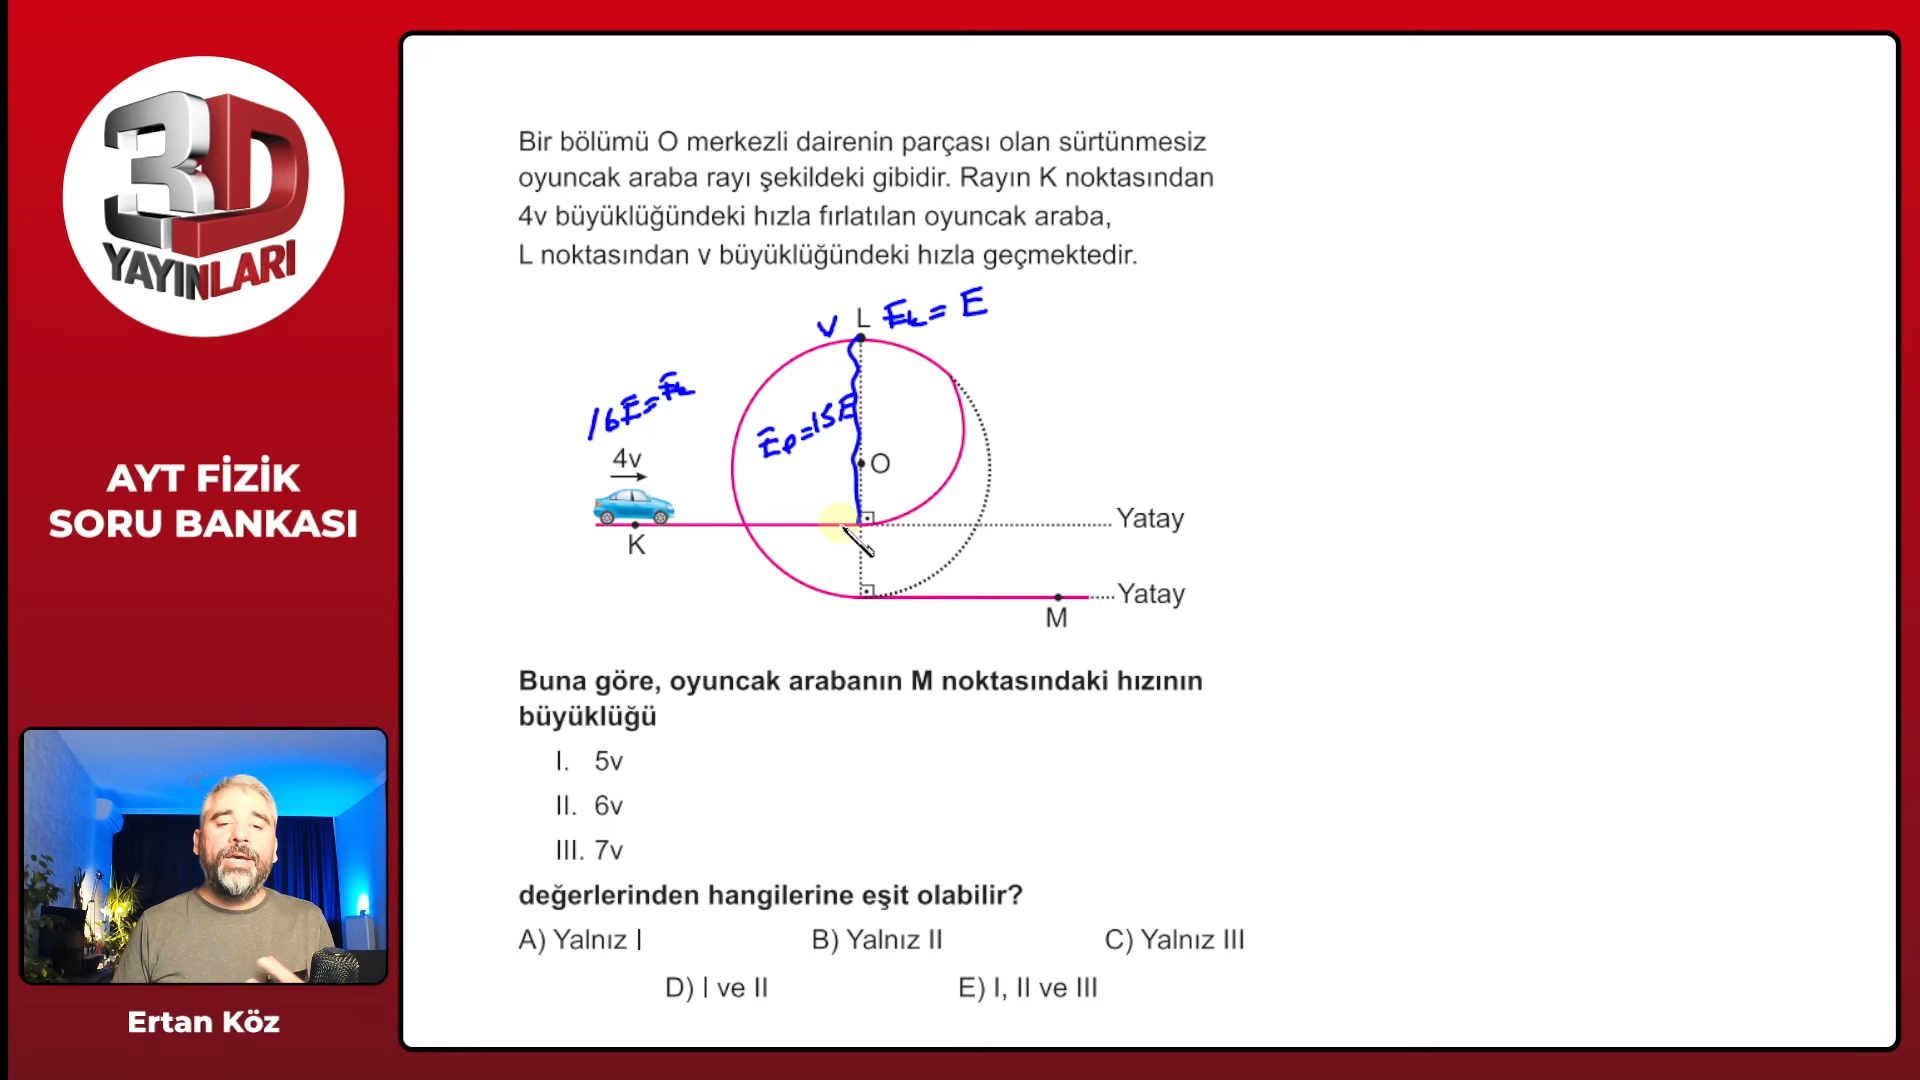 3D
YAYINLARI
AYT FİZİK
SORU BANKASI
Ertan Köz
Bir bölümü O merkezli dairenin parçası olan sürtünmesiz
oyuncak araba rayı şekildeki gibidir. Rayın K noktasından
4v büyüklüğündeki hızla fırlatılan oyuncak araba,
L noktasından v büyüklüğündeki hızla geçmektedir.
v L Ek = E
16E = Ek
Ep = 15E
4v
O
K
Yatay
Yatay
M
Buna göre, oyuncak arabanın M noktasındaki hızının
büyüklüğü
I. 5v
II. 6v
III. 7v
değerlerinden hangilerine eşit olabilir?
A) Yalnız I B) Yalnız II C) Yalnız III
D) I ve II E) I, II ve III